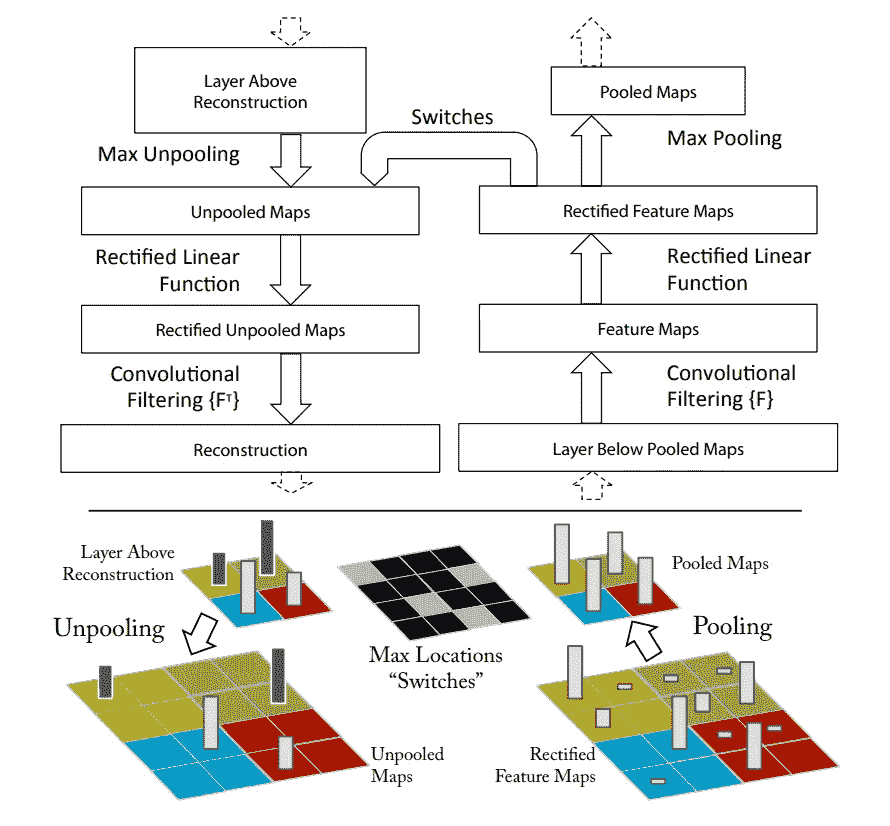 Layer Above
Reconstruction
Max Unpooling
Unpooled Maps
Rectified Linear
Function
Rectified Unpooled Maps
Convolutional
Filtering {Fᵀ}
Reconstruction
Switches
Pooled Maps
Max Pooling
Rectified Feature Maps
Rectified Linear
Function
Feature Maps
Convolutional
Filtering {F}
Layer Below Pooled Maps
Layer Above
Reconstruction
Unpooling
Unpooled
Maps
Max Locations
“Switches”
Pooled Maps
Pooling
Rectified
Feature Maps